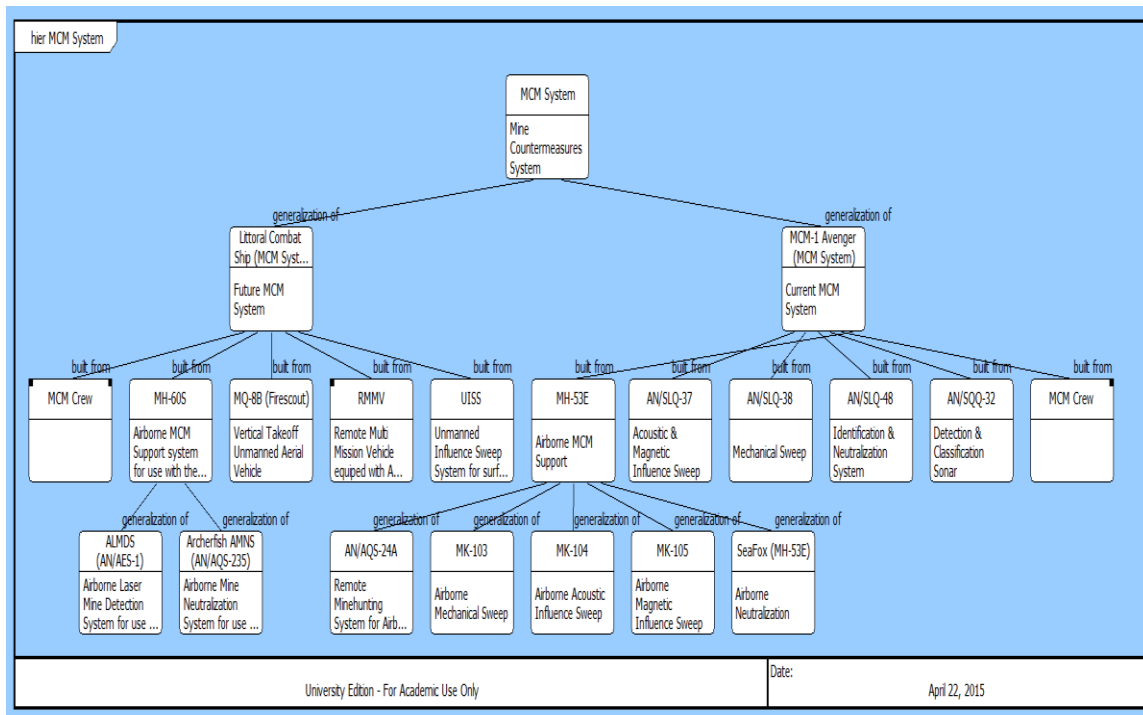 hier MCM System
MCM System
Mine
Countermeasures
System
generalization of
generalization of
Littoral Combat
Ship (MCM Syst...
Future MCM
System
MCM-1 Avenger
(MCM System)
Current MCM
System
built from
built from
built from
built from
built from
built from
built from
built from
built from
built from
built from
MCM Crew
MH-60S
Airborne MCM
Support system
for use with the...
MQ-8B (Firescout)
Vertical Takeoff
Unmanned Aerial
Vehicle
RMMV
Remote Multi
Mission Vehicle
equiped with A...
UISS
Unmanned
Influence Sweep
System for surf...
MH-53E
Airborne MCM
Support
AN/SLQ-37
Acoustic &
Magnetic
Influence Sweep
AN/SLQ-38
Mechanical Sweep
AN/SLQ-48
Identification &
Neutralization
System
AN/SQQ-32
Detection &
Classification
Sonar
MCM Crew
generalization of
generalization of
generalization of
generalization of
generalization of
generalization of
generalization of
ALMDS
(AN/AES-1)
Airborne Laser
Mine Detection
System for use ...
Archerfish AMNS
(AN/AQS-235)
Airborne Mine
Neutralization
System for use ...
AN/AQS-24A
Remote
Minehunting
System for Airb...
MK-103
Airborne
Mechanical Sweep
MK-104
Airborne Acoustic
Influence Sweep
MK-105
Airborne
Magnetic
Influence Sweep
SeaFox (MH-53E)
Airborne
Neutralization
University Edition - For Academic Use Only
Date:
April 22, 2015